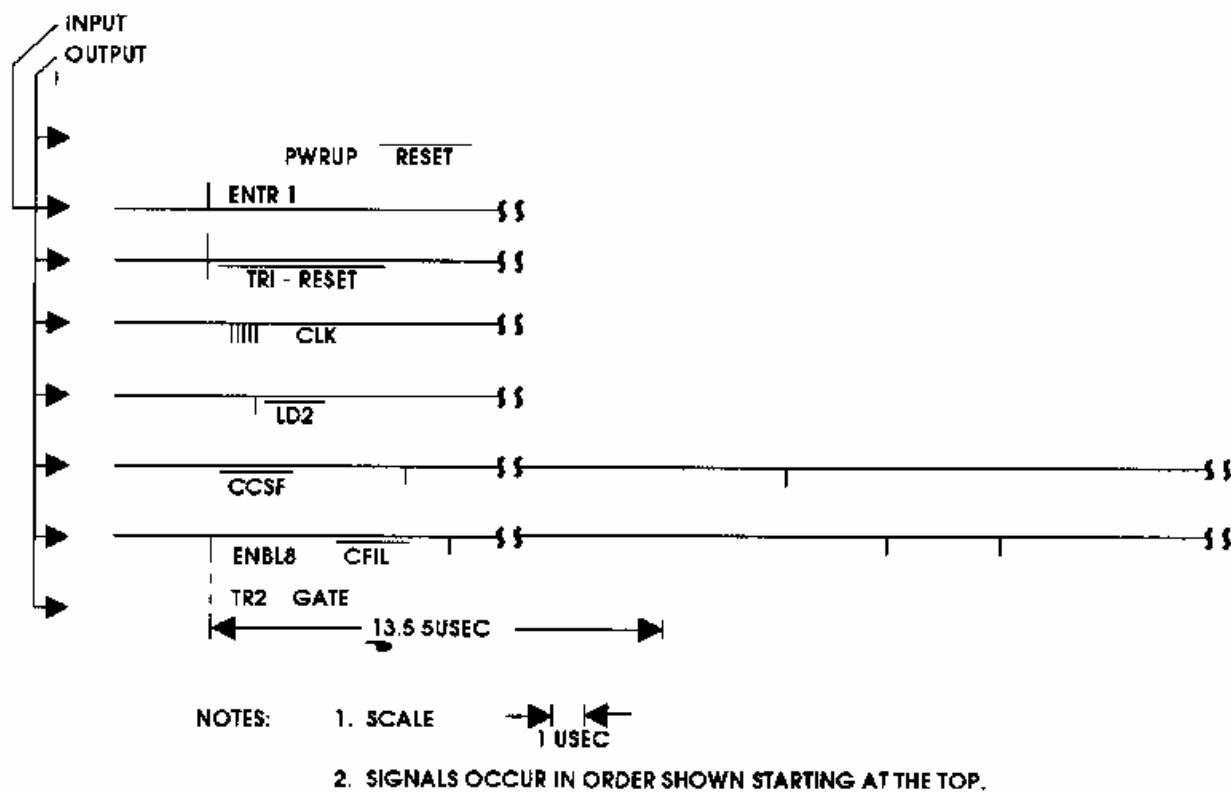 INPUT
OUTPUT
PWRUP RESET
ENTR 1
TRI - RESET
CLK
LD2
CCSF
ENBL8 CFIL
TR2 GATE
13.5 5USEC
NOTES: 1. SCALE
1 USEC
2. SIGNALS OCCUR IN ORDER SHOWN STARTING AT THE TOP.